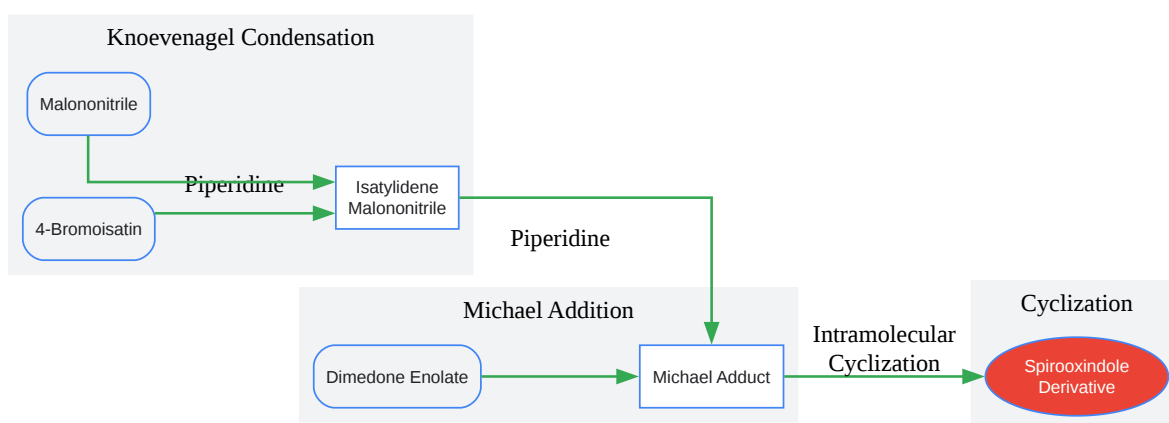 Knoevenagel Condensation
Malononitrile
Piperidine
4-Bromoisatin
Isatylidene
Malononitrile
Piperidine
Michael Addition
Dimedone Enolate
Michael Adduct
Intramolecular
Cyclization
Cyclization
Spirooxindole
Derivative